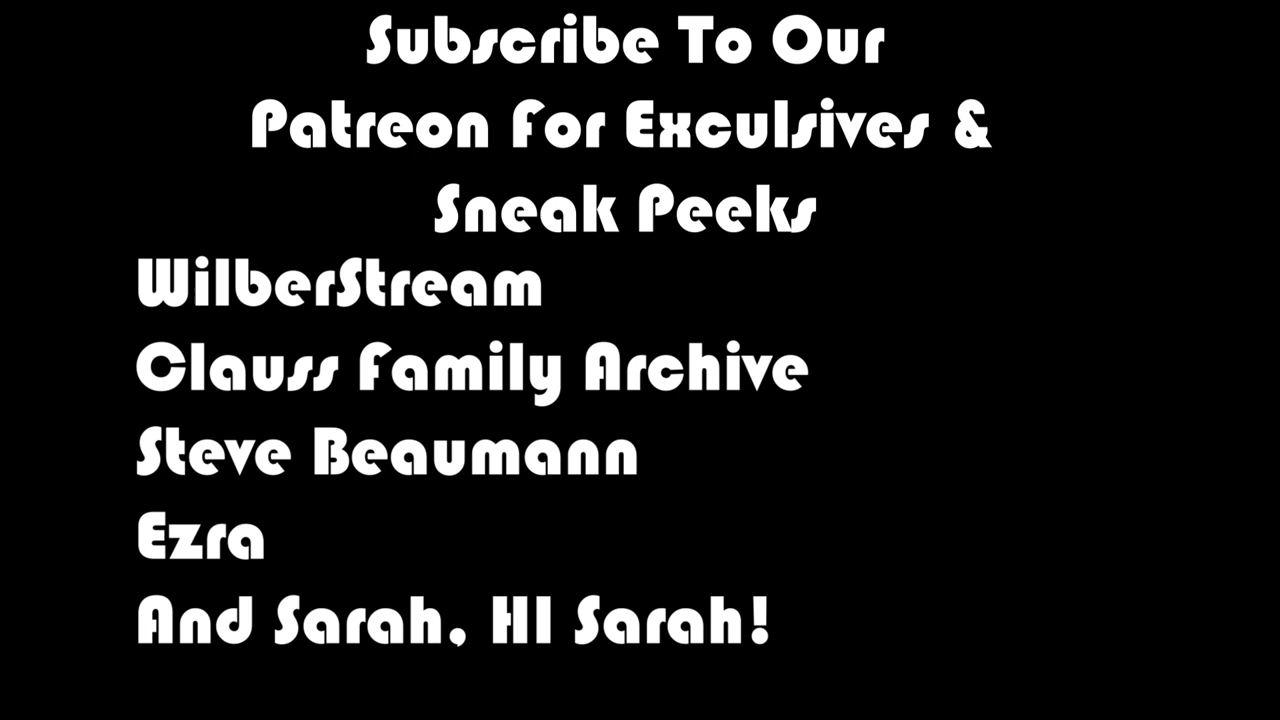 Subscribe To Our
Patreon For Exculsives &
Sneak Peeks
WilberStream
Clauss Family Archive
Steve Beaumann
Ezra
And Sarah, HI Sarah!